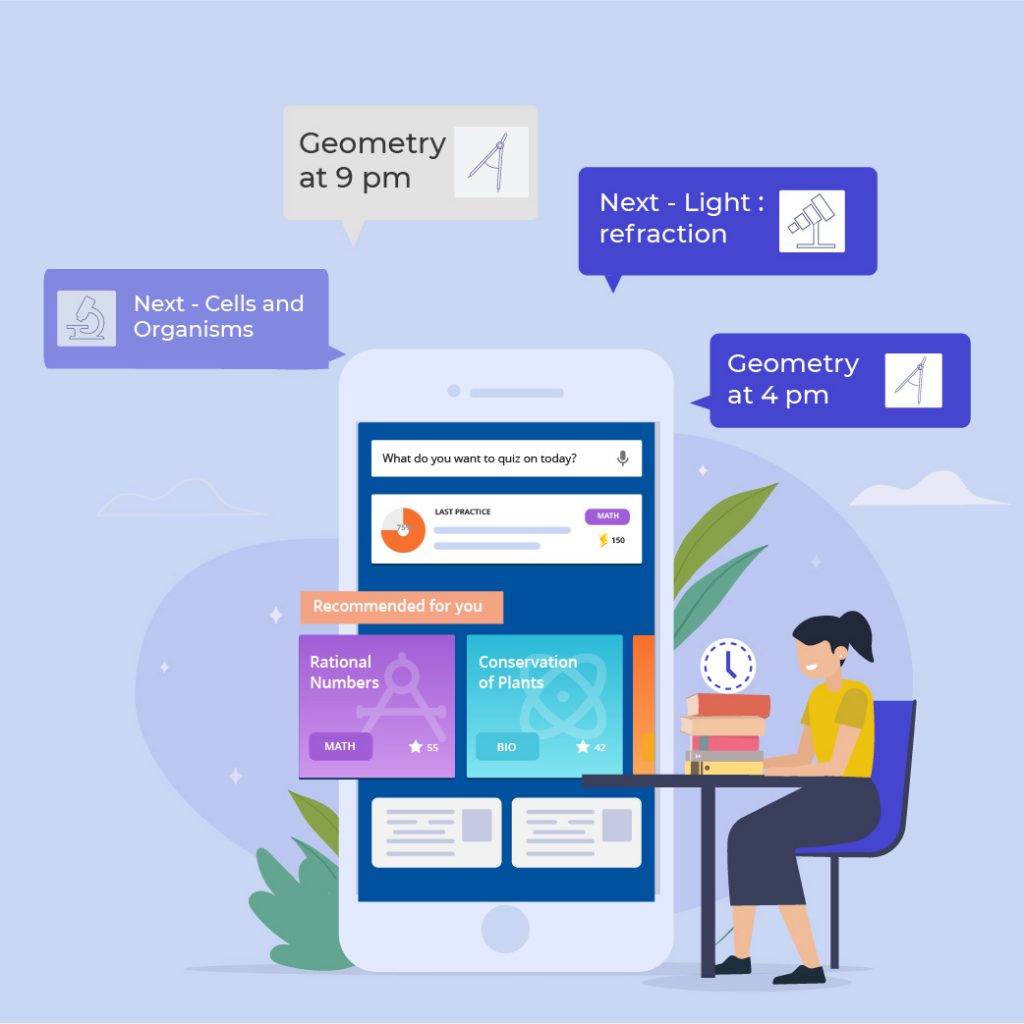 Geometry
at 9 pm
Next - Light :
refraction
Next - Cells and
Organisms
Geometry
at 4 pm
What do you want to quiz on today?
LAST PRACTICE
MATH
75%
150
Recommended for you
Rational
Numbers
MATH
55
Conservation
of Plants
BIO
42